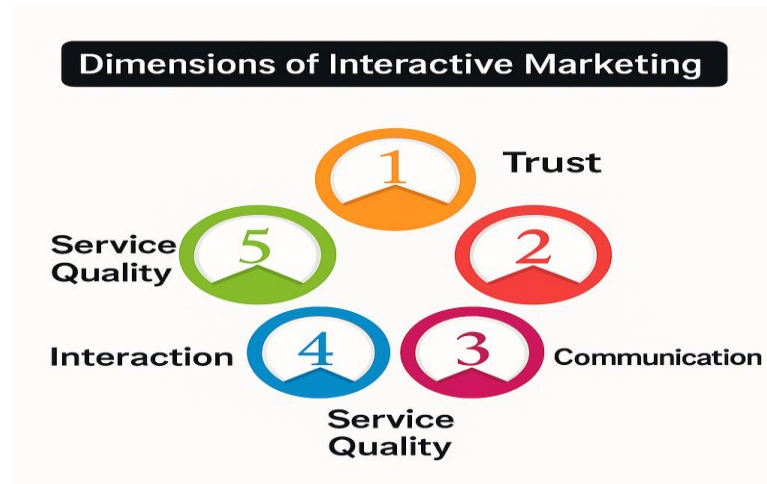 Dimensions of Interactive Marketing
1
Trust
2
3
Communication
Service
Quality
4
Interaction
5
Service
Quality